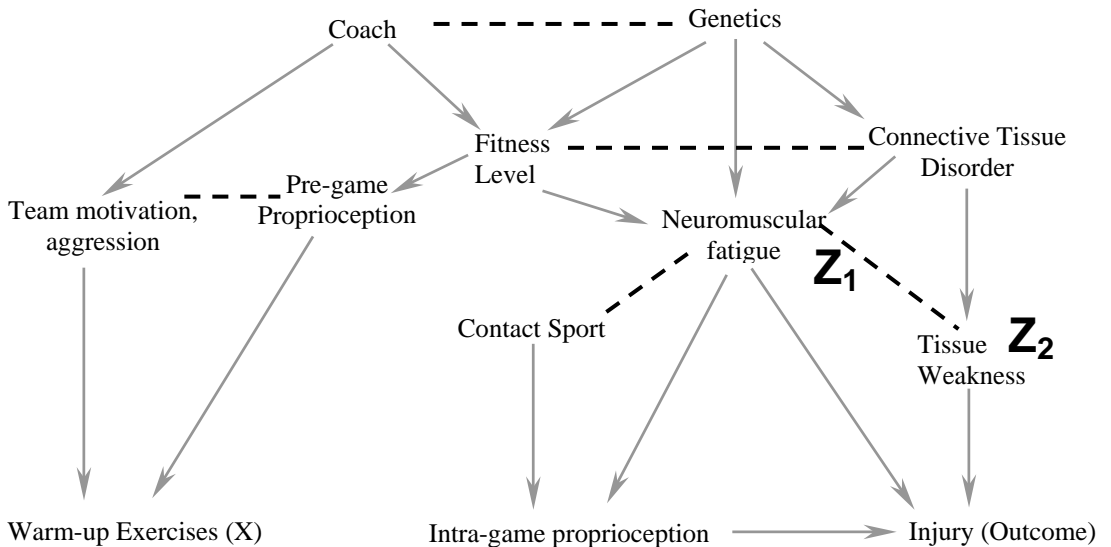 Coach
Genetics
Fitness
Level
Connective Tissue
Disorder
Pre-game
Proprioception
Team motivation,
aggression
Neuromuscular
fatigue
Z1
Contact Sport
Tissue
Weakness
Z2
Warm-up Exercises (X)
Intra-game proprioception
Injury (Outcome)